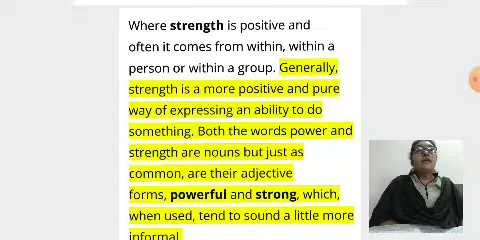 Where strength is positive and
often it comes from within, within a
person or within a group. Generally,
strength is a more positive and pure
way of expressing an ability to do
something. Both the words power and
strength are nouns but just as
common, are their adjective
forms, powerful and strong, which,
when used, tend to sound a little more
informal.